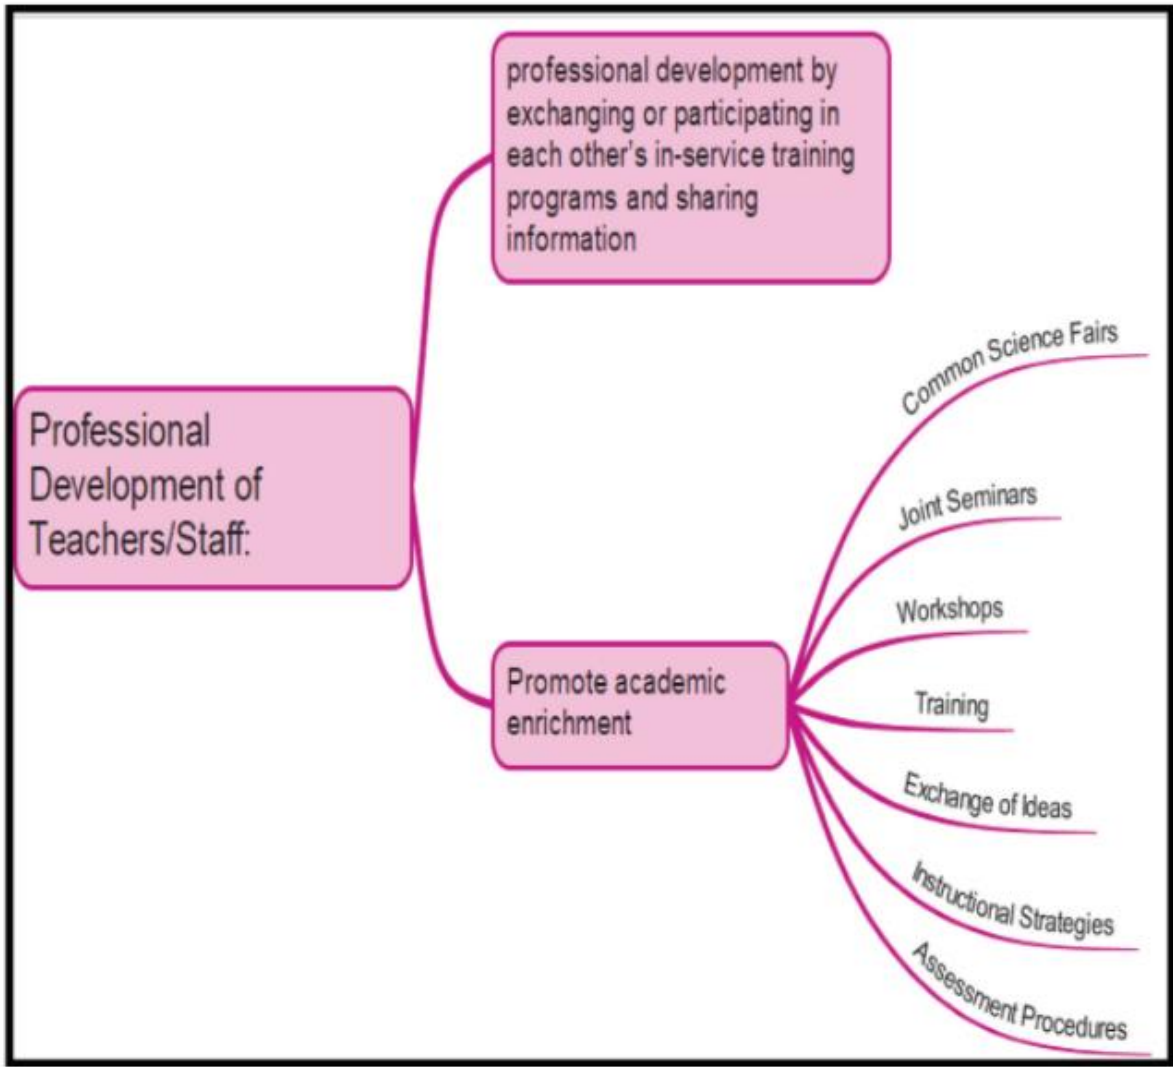 Professional
Development of
Teachers/Staff:
professional development by
exchanging or participating in
each other's in-service training
programs and sharing
information
Promote academic
enrichment
Common Science Fairs
Joint Seminars
Workshops
Training
Exchange of Ideas
Instructional Strategies
Assessment Procedures